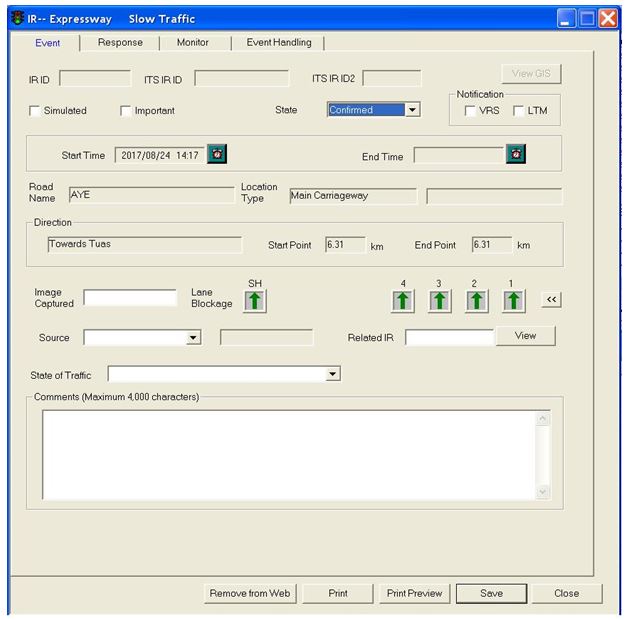 IR-- Expressway Slow Traffic
Event Response Monitor Event Handling
IR ID ITS IR ID ITS IR ID2 View GIS
Simulated Important State Confirmed Notification VRS LTM
Start Time 2017/08/24 14:17 End Time
Road Name AYE Location Type Main Carriageway
Direction
Towards Tuas Start Point 6.31 km End Point 6.31 km
Image Captured Lane Blockage SH 4 3 2 1 <<
Source Related IR View
State of Traffic
Comments (Maximum 4,000 characters)
Remove from Web Print Print Preview Save Close